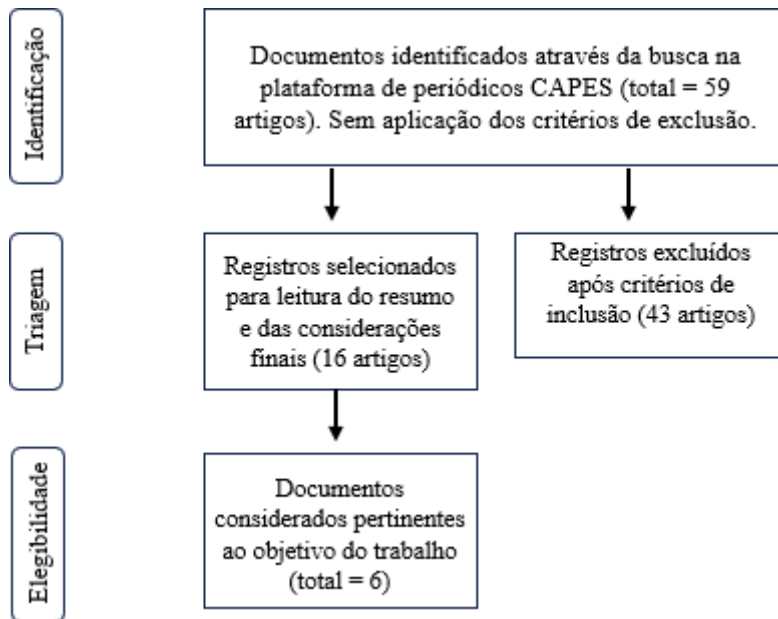 Identificação
Documentos identificados através da busca na
plataforma de periódicos CAPES (total = 59
artigos). Sem aplicação dos critérios de exclusão.
Triagem
Registros selecionados
para leitura do resumo
e das considerações
finais (16 artigos)
Registros excluídos
após critérios de
inclusão (43 artigos)
Elegibilidade
Documentos
considerados pertinentes
ao objetivo do trabalho
(total = 6)